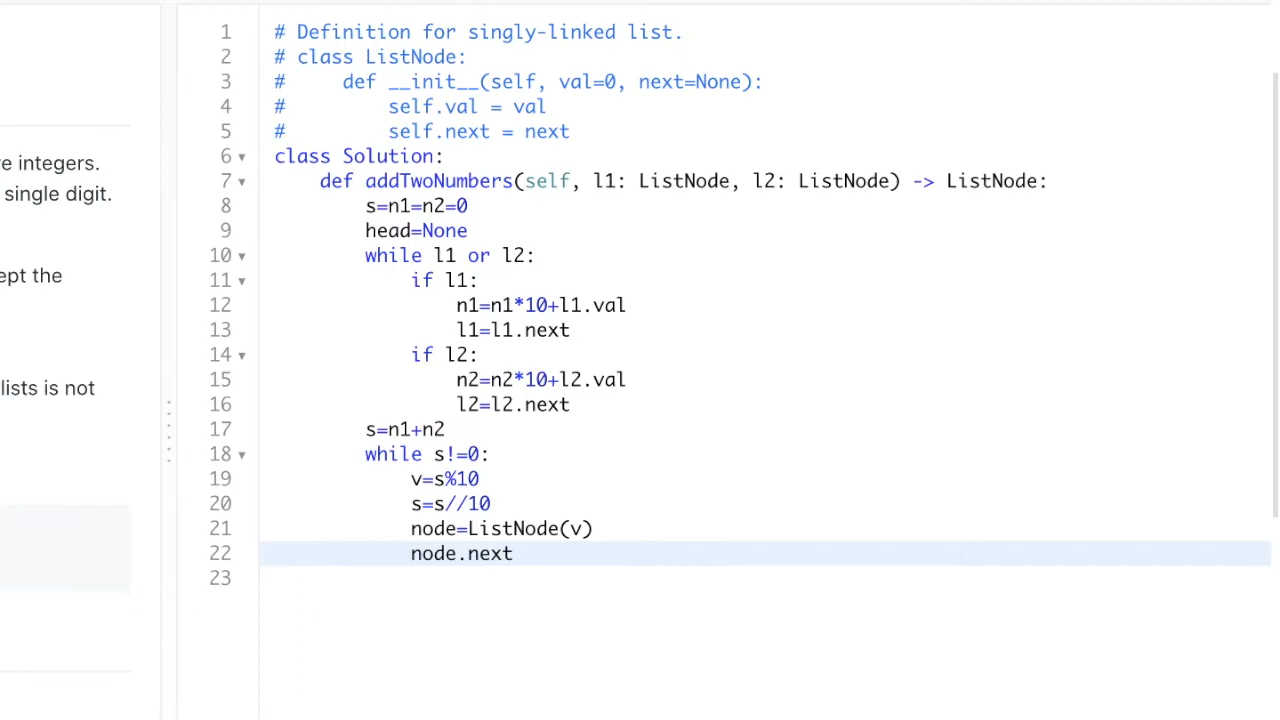 re integers.
single digit.
ept the
lists is not
1 # Definition for singly-linked list.
2 # class ListNode:
3 #     def __init__(self, val=0, next=None):
4 #         self.val = val
5 #         self.next = next
6 class Solution:
7     def addTwoNumbers(self, l1: ListNode, l2: ListNode) -> ListNode:
8         s=n1=n2=0
9         head=None
10         while l1 or l2:
11             if l1:
12                 n1=n1*10+l1.val
13                 l1=l1.next
14             if l2:
15                 n2=n2*10+l2.val
16                 l2=l2.next
17         s=n1+n2
18         while s!=0:
19             v=s%10
20             s=s//10
21             node=ListNode(v)
22             node.next
23